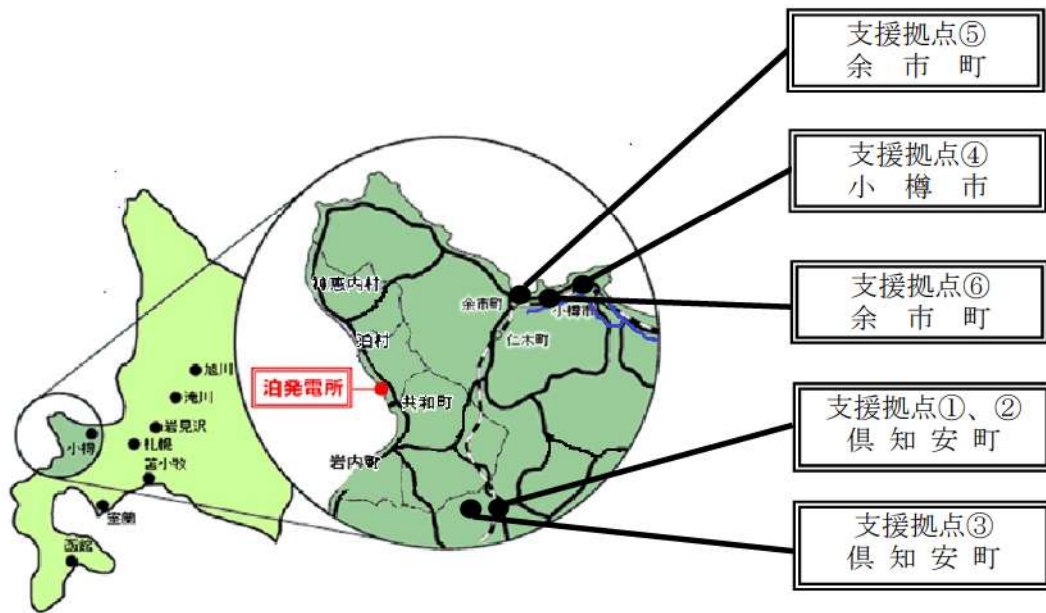 支援拠点⑤
余市町
支援拠点④
小樽市
支援拠点⑥
余市町
支援拠点①、②
倶知安町
支援拠点③
倶知安町
神恵内村
泊村
泊発電所
共和町
岩内町
余市町
小樽市
仁木町
旭川
滝川
岩見沢
小樽
札幌
苫小牧
室蘭
函館